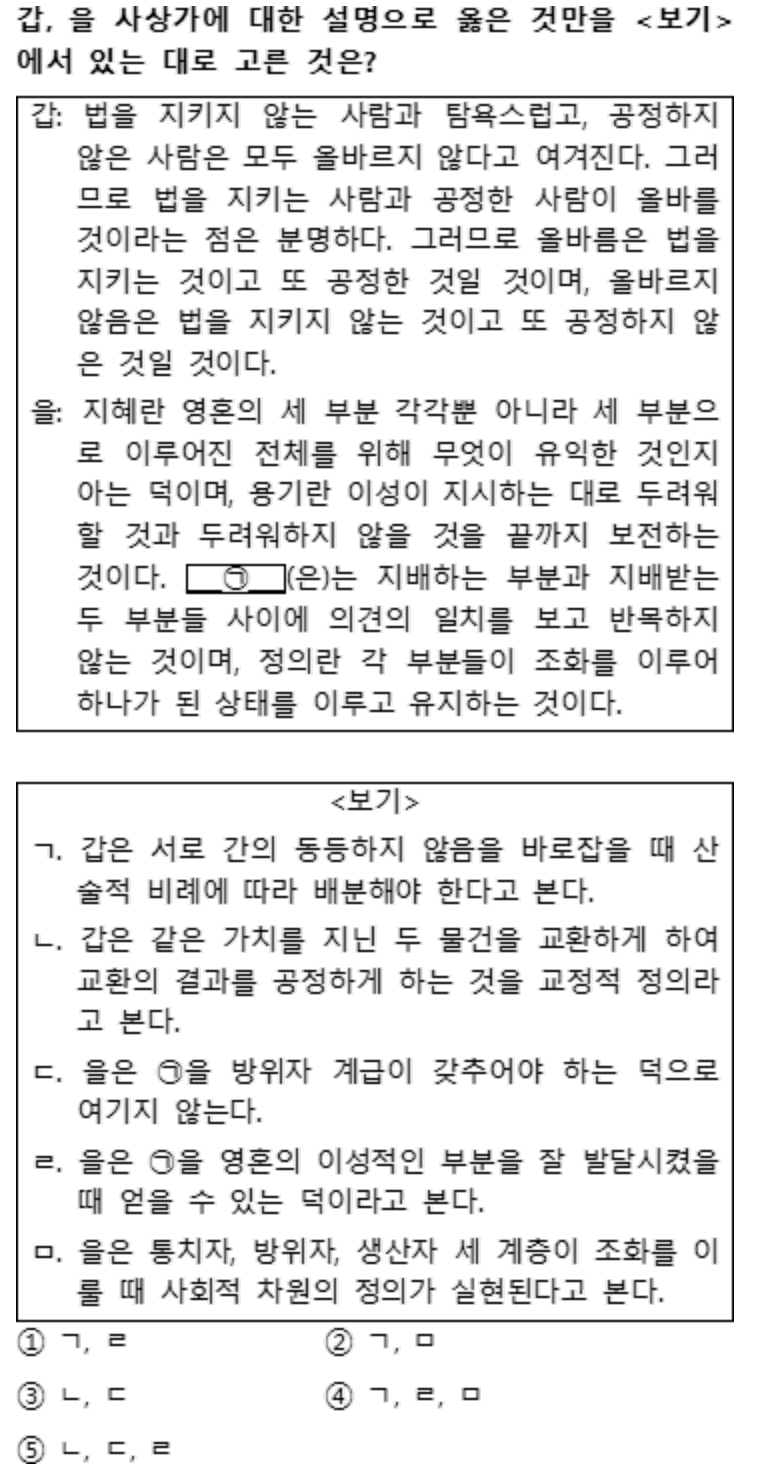 갑, 을 사상가에 대한 설명으로 옳은 것만을 <보기>
에서 있는 대로 고른 것은?
갑: 법을 지키지 않는 사람과 탐욕스럽고, 공정하지
않은 사람은 모두 올바르지 않다고 여겨진다. 그러
므로 법을 지키는 사람과 공정한 사람이 올바를
것이라는 점은 분명하다. 그러므로 올바름은 법을
지키는 것이고 또 공정한 것일 것이며, 올바르지
않음은 법을 지키지 않는 것이고 또 공정하지 않
은 것일 것이다.
을: 지혜란 영혼의 세 부분 각각뿐 아니라 세 부분으
로 이루어진 전체를 위해 무엇이 유익한 것인지
아는 덕이며, 용기란 이성이 지시하는 대로 두려워
할 것과 두려워하지 않을 것을 끝까지 보전하는
것이다. ㉠ (은)는 지배하는 부분과 지배받는
두 부분들 사이에 의견의 일치를 보고 반목하지
않는 것이며, 정의란 각 부분들이 조화를 이루어
하나가 된 상태를 이루고 유지하는 것이다.
<보기>
ㄱ. 갑은 서로 간의 동등하지 않음을 바로잡을 때 산
술적 비례에 따라 배분해야 한다고 본다.
ㄴ. 갑은 같은 가치를 지닌 두 물건을 교환하게 하여
교환의 결과를 공정하게 하는 것을 교정적 정의라
고 본다.
ㄷ. 을은 ㉠을 방위자 계급이 갖추어야 하는 덕으로
여기지 않는다.
ㄹ. 을은 ㉠을 영혼의 이성적인 부분을 잘 발달시켰을
때 얻을 수 있는 덕이라고 본다.
ㅁ. 을은 통치자, 방위자, 생산자 세 계층이 조화를 이
룰 때 사회적 차원의 정의가 실현된다고 본다.
① ㄱ, ㄹ ② ㄱ, ㅁ
③ ㄴ, ㄷ ④ ㄱ, ㄹ, ㅁ
⑤ ㄴ, ㄷ, ㄹ